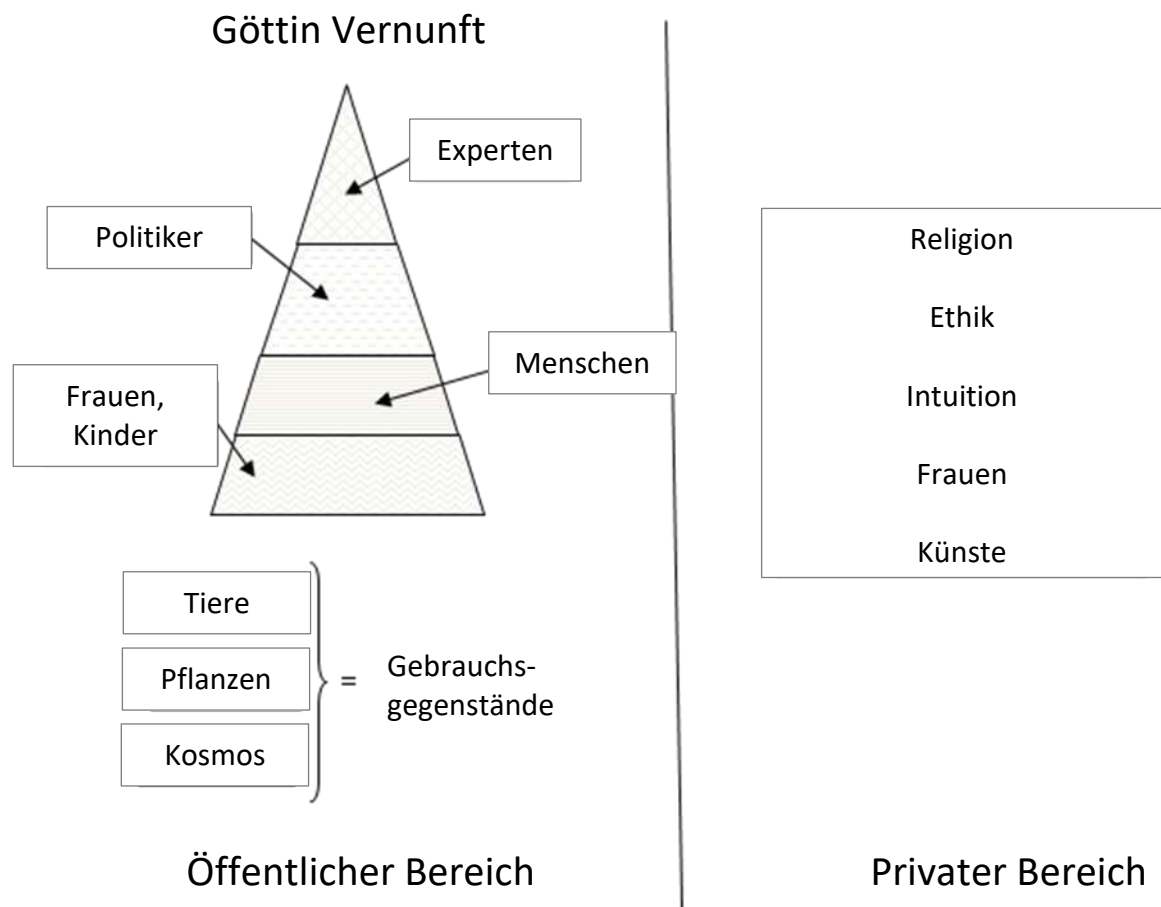 Göttin Vernunft
Experten
Politiker
Menschen
Frauen,
Kinder
Tiere
Pflanzen
Kosmos
=
Gebrauchs-
gegenstände
Öffentlicher Bereich
Religion
Ethik
Intuition
Frauen
Künste
Privater Bereich